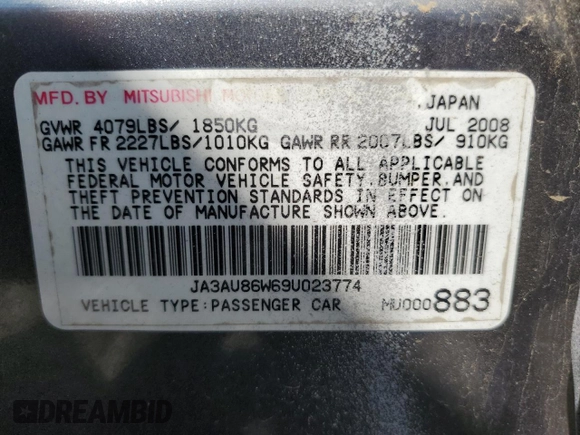 MFD. BY MITSUBISHI JAPAN
GVWR 4079LBS/ 1850KG JUL 2008
GAWR FR 2227LBS/1010KG GAWR RR 2007LBS/ 910KG
THIS VEHICLE CONFORMS TO ALL APPLICABLE
FEDERAL MOTOR VEHICLE SAFETY, BUMPER, AND
THEFT PREVENTION STANDARDS IN EFFECT ON
THE DATE OF MANUFACTURE SHOWN ABOVE.
JA3AU86W69U023774
VEHICLE TYPE:PASSENGER CAR MU000883
DREAMBID